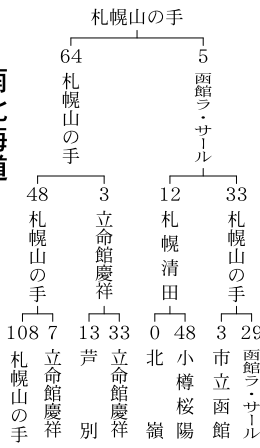 札幌山の手
南北海道
64 5
札幌山の手
函館ラ・サール
48 3 12 33
札幌山の手
立命館慶祥
札幌清田
札幌山の手
108 7 13 33 0 48 3 29
札幌山の手
立命館慶祥
芦別
立命館慶祥
北嶺
小樽桜陽
市立函館
函館ラ・サール